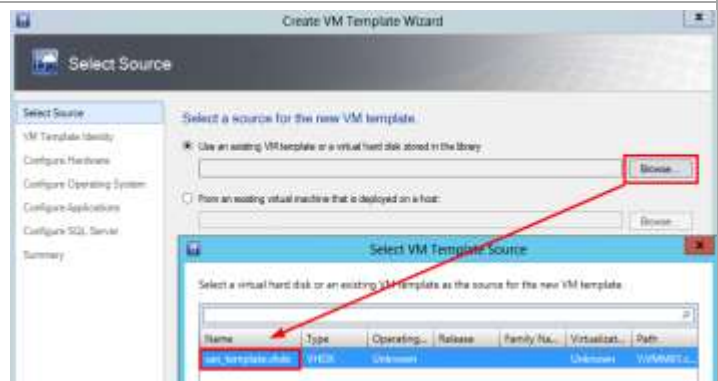 Create VM Template Wizard
Select Source
Select Source
VM Template Identity
Configure Hardware
Configure Operating System
Configure Applications
Configure SQL Server
Summary
Select a source for the new VM template.
Use an existing VM template or a virtual hard disk stored in the library
Browse...
From an existing virtual machine that is deployed on a host:
Browse...
Select VM Template Source
Select a virtual hard disk or an existing VM template as the source for the new VM template.
Name Type Operating... Release Family Na... Virtualizat... Path
san_template.vhdx VHDX Unknown Unknown